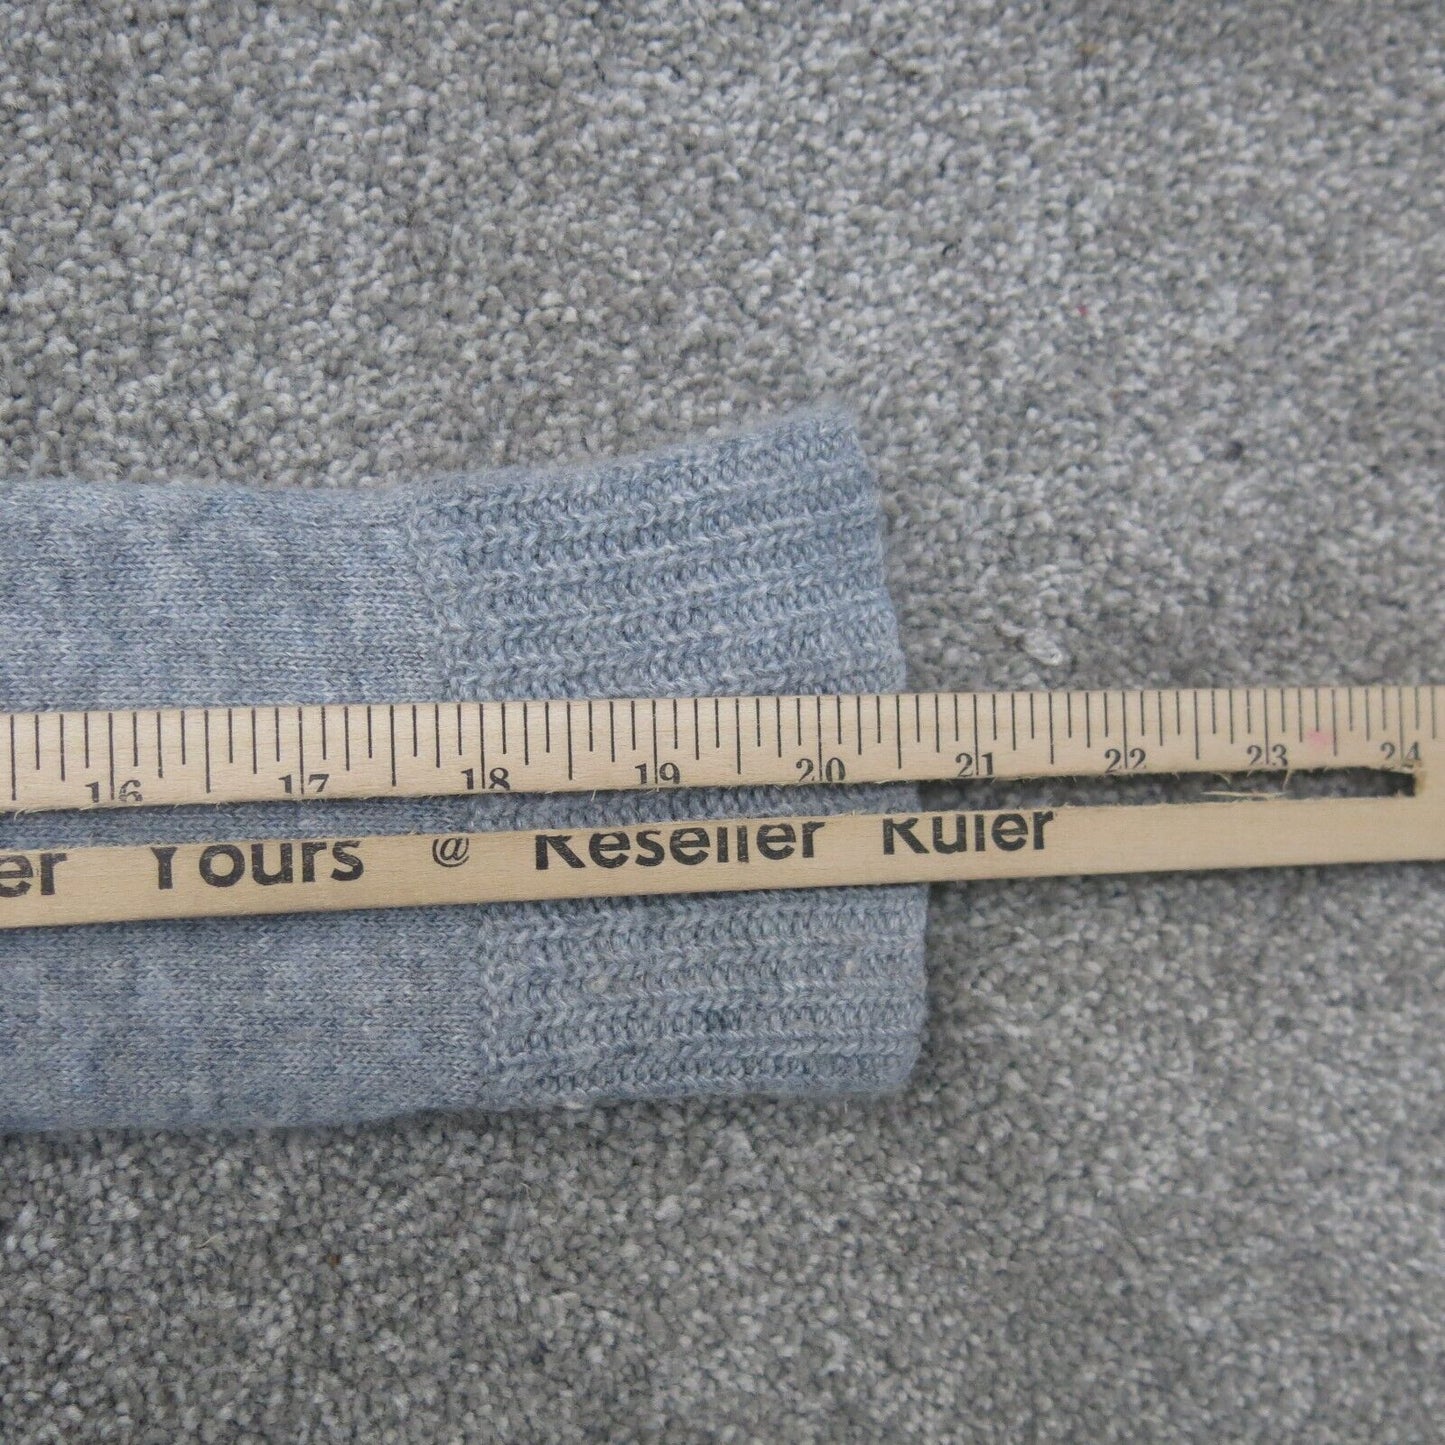 16 17 18 19 20 21 22 23 24
er Yours @ Reseller Ruler